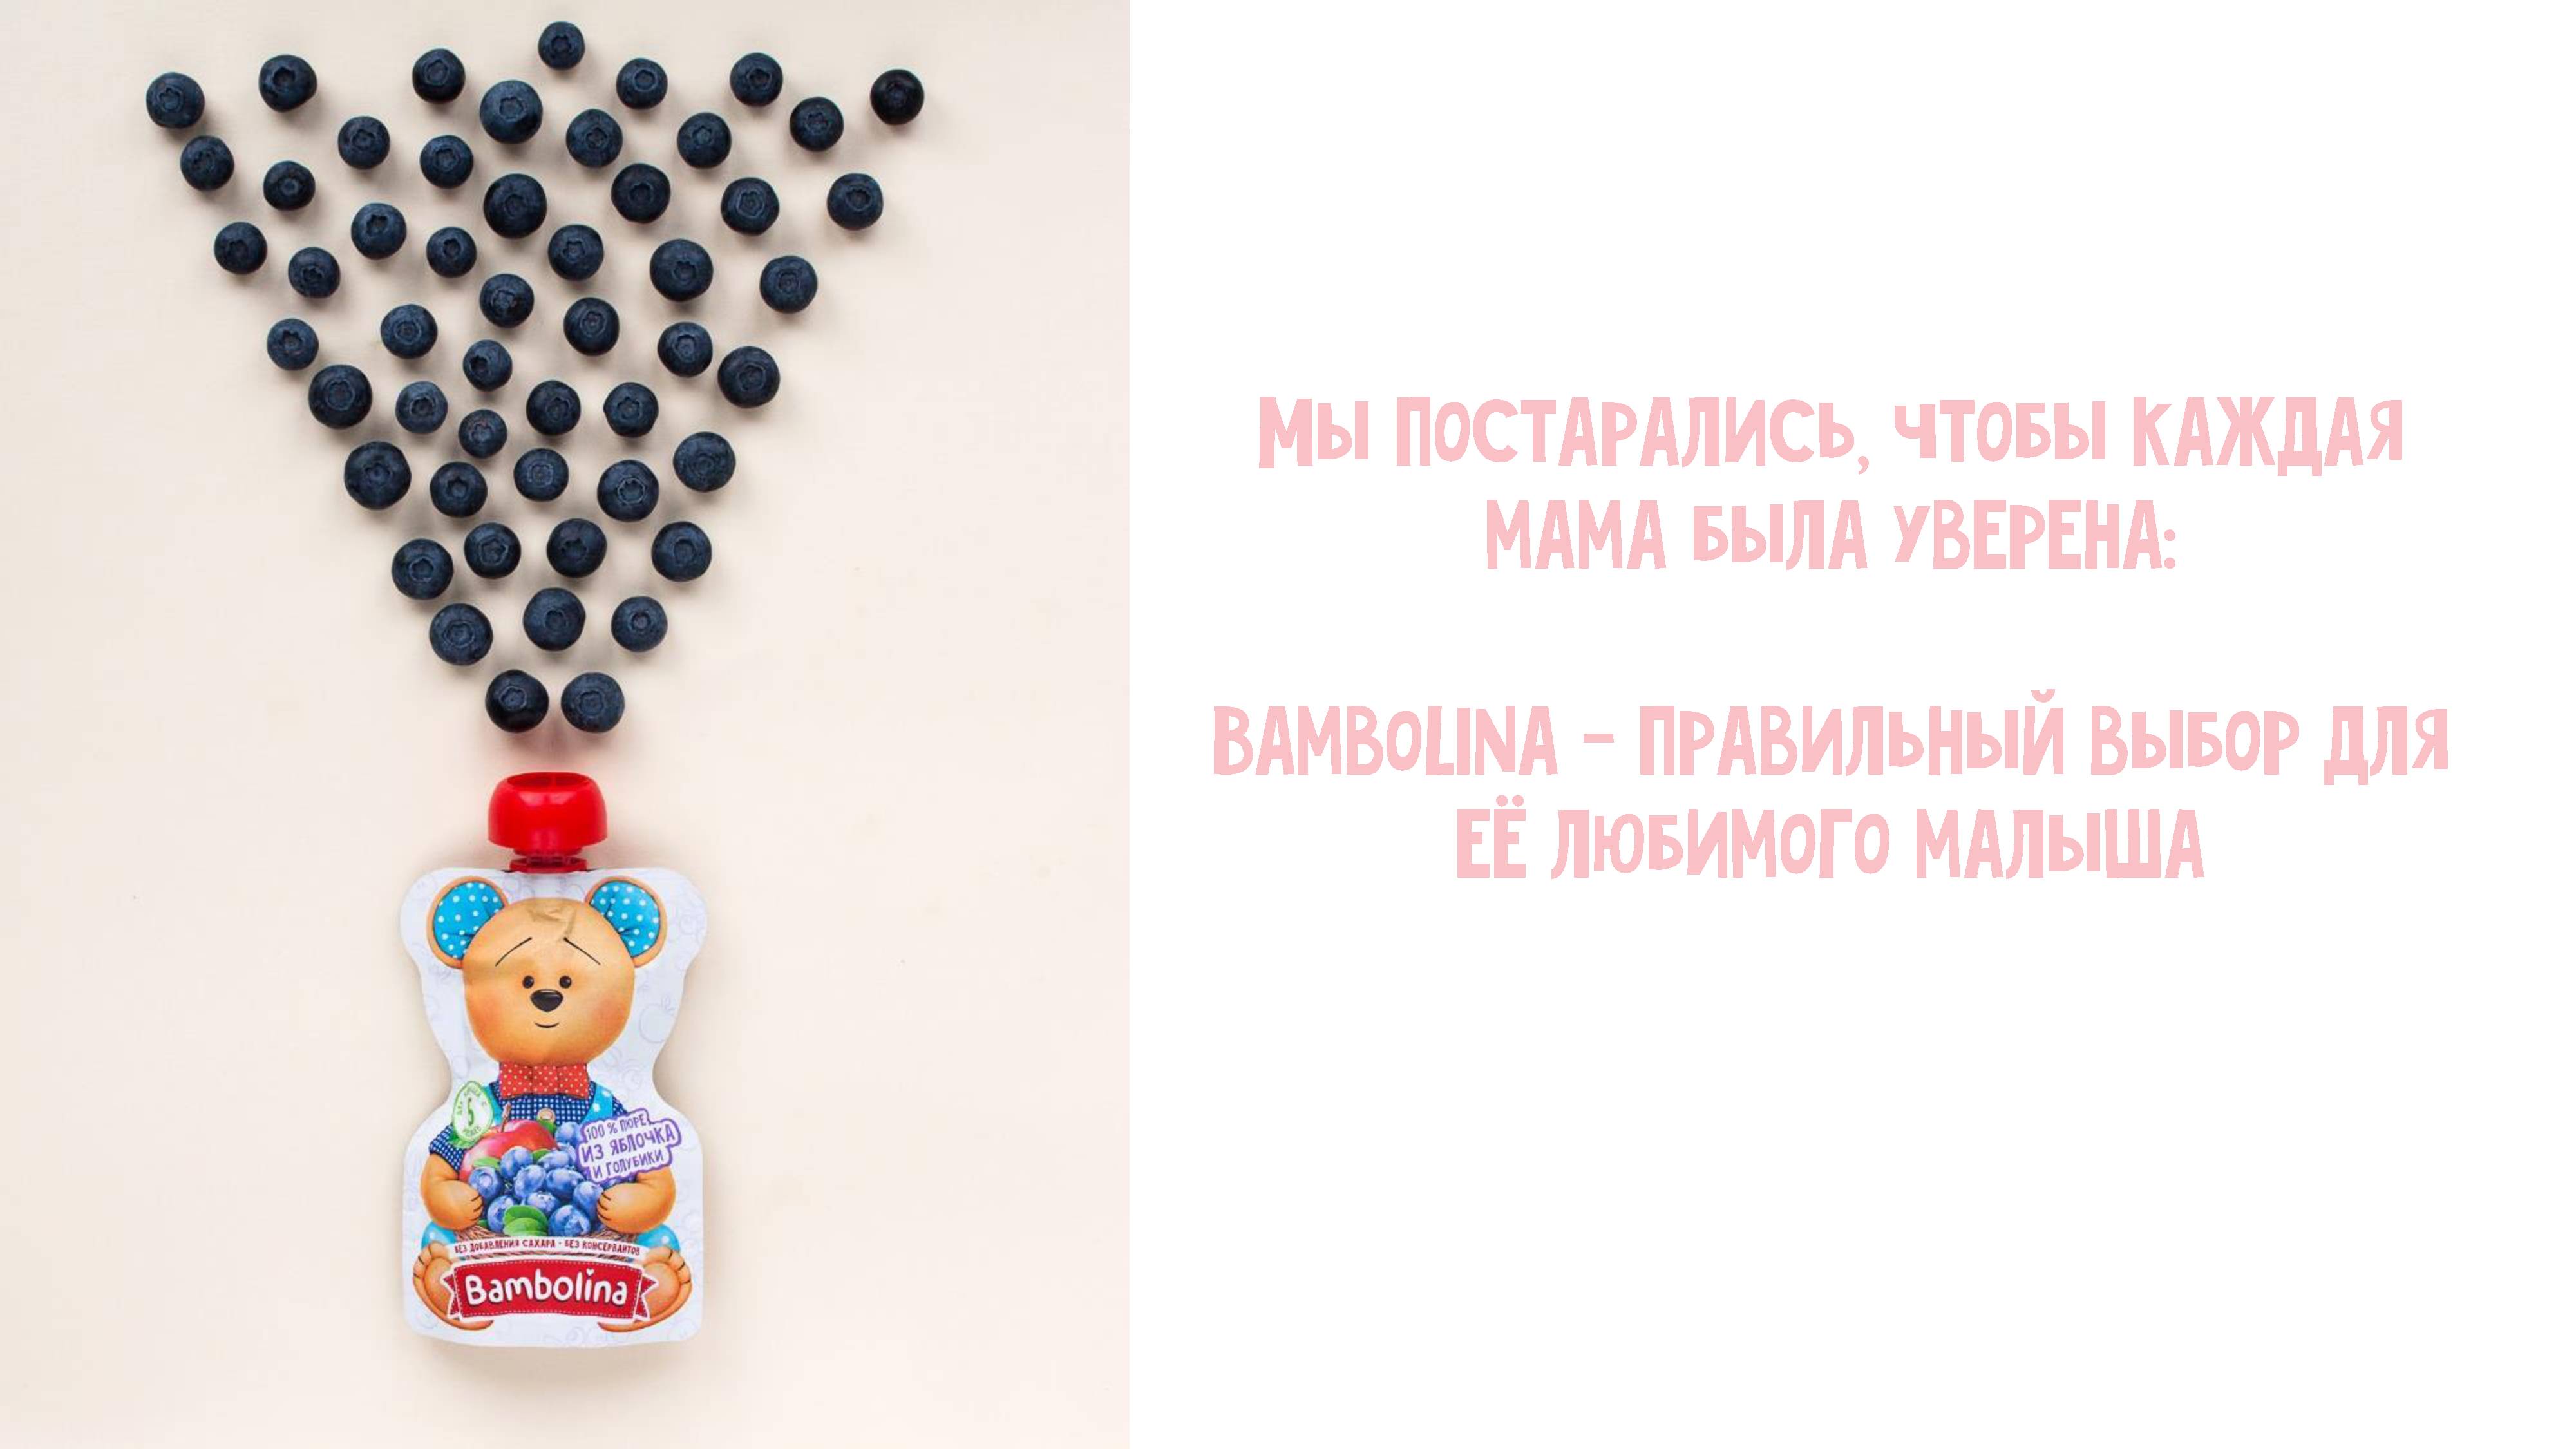 Мы постарались, чтобы каждая
мама была уверена:
Bambolina – правильный выбор для
её любимого малыша
5
100 % ПЮРЕ
ИЗ ЯБЛОЧКА
И ГОЛУБИКИ
БЕЗ ДОБАВЛЕНИЯ САХАРА · БЕЗ КОНСЕРВАНТОВ
Bambolina